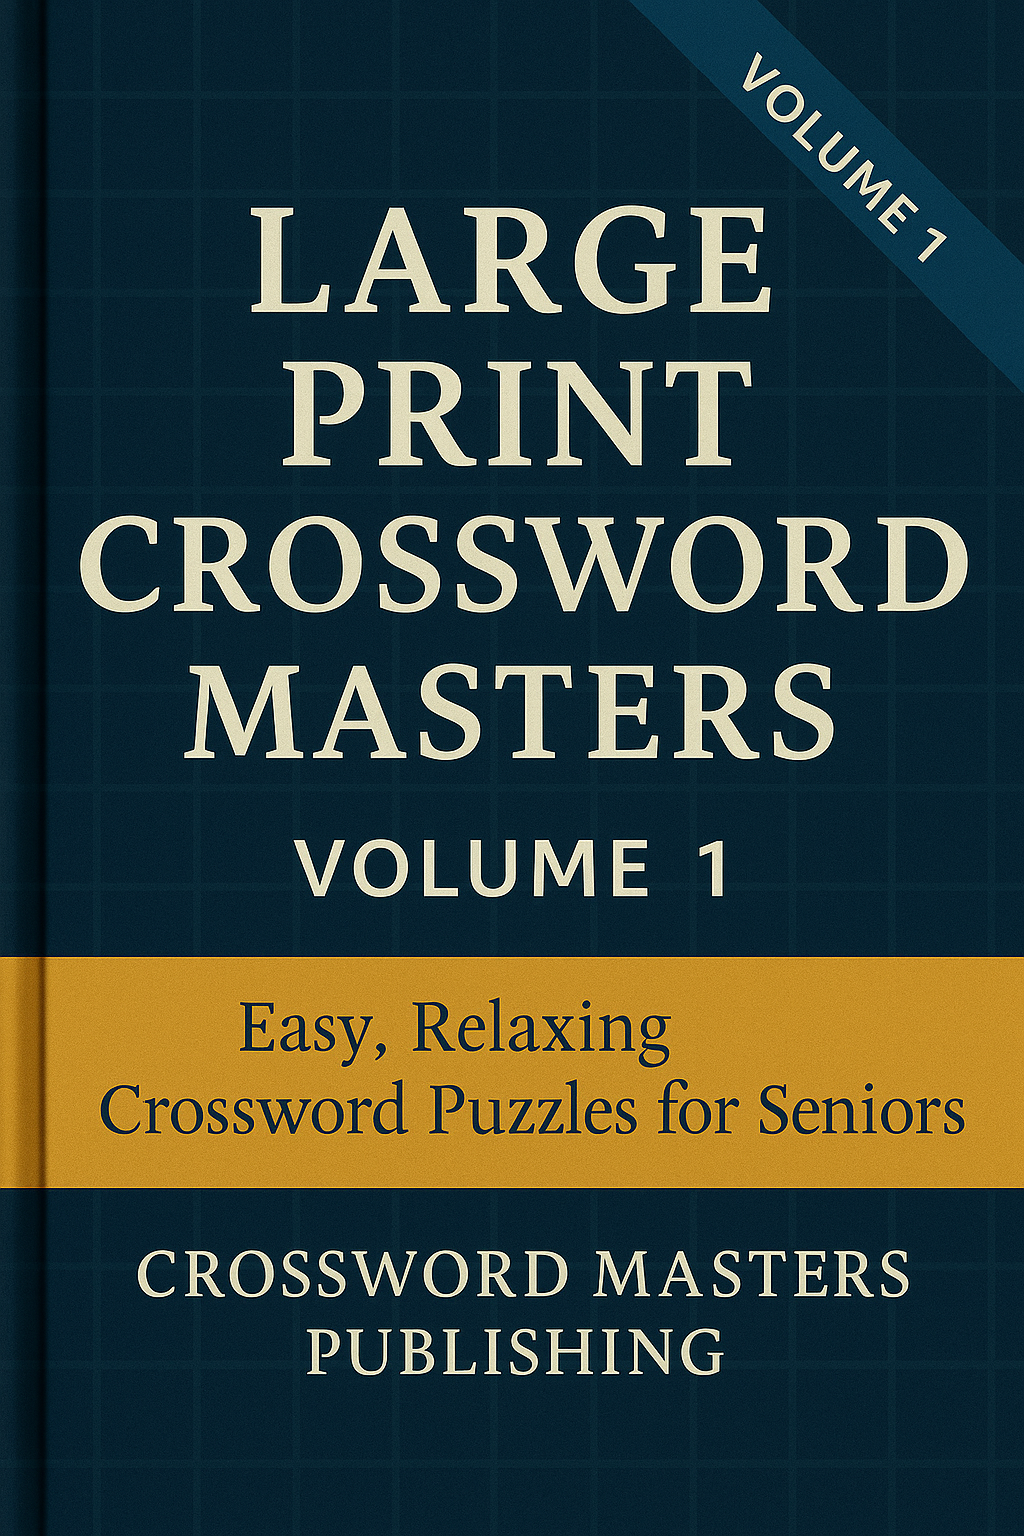 VOLUME 1
LARGE
PRINT
CROSSWORD
MASTERS
VOLUME 1
Easy, Relaxing
Crossword Puzzles for Seniors
CROSSWORD MASTERS
PUBLISHING